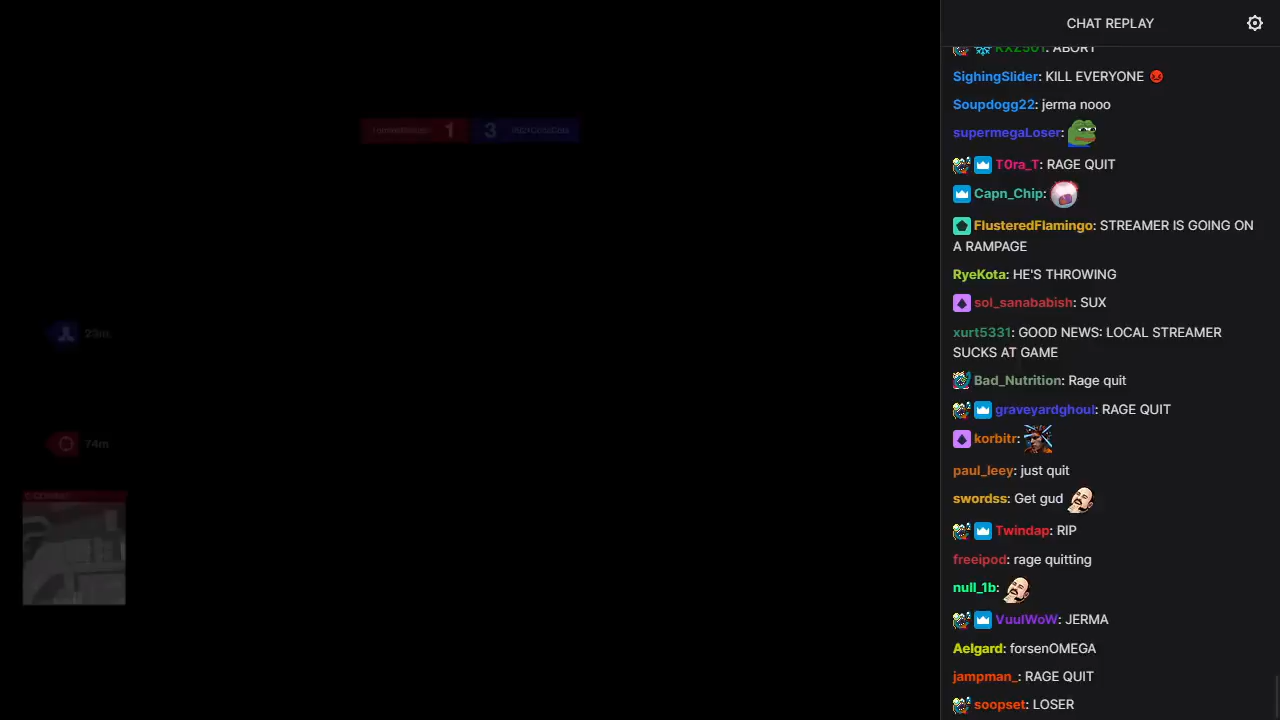 CHAT REPLAY
KXZ501: ABORT
SighingSlider: KILL EVERYONE
Soupdogg22: jerma nooo
supermegaLoser:
T0ra_T: RAGE QUIT
Capn_Chip:
FlusteredFlamingo: STREAMER IS GOING ON
A RAMPAGE
RyeKota: HE'S THROWING
sol_sanababish: SUX
xurt5331: GOOD NEWS: LOCAL STREAMER
SUCKS AT GAME
Bad_Nutrition: Rage quit
graveyardghoul: RAGE QUIT
korbitr:
paul_leey: just quit
swordss: Get gud
Twindap: RIP
freeipod: rage quitting
null_1b:
VuulWoW: JERMA
Aelgard: forsenOMEGA
jampman_: RAGE QUIT
soopset: LOSER
1 3
23m
74m